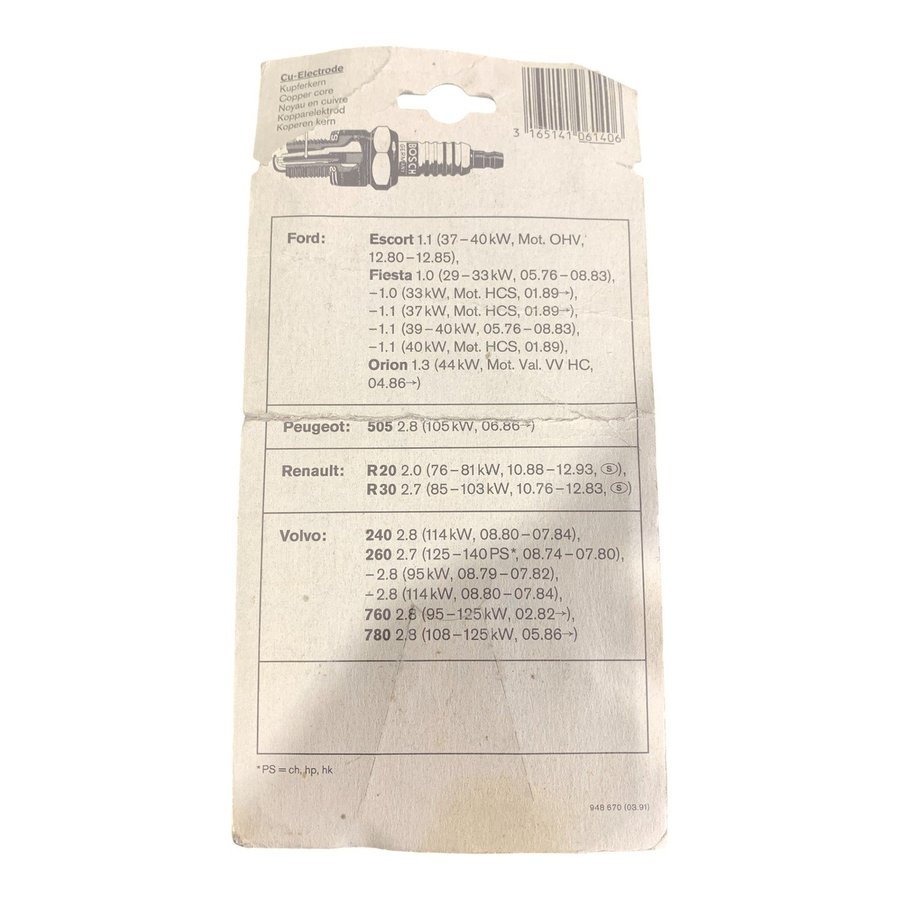 Cu-Electrode
Kupferkern
Copper core
Noyau en cuivre
Kopparelektrod
Koperen kern
BOSCH
GERMANY
3 165141 061406
Ford: Escort 1.1 (37–40 kW, Mot. OHV,
12.80–12.85),
Fiesta 1.0 (29–33 kW, 05.76–08.83),
–1.0 (33 kW, Mot. HCS, 01.89→),
–1.1 (37 kW, Mot. HCS, 01.89→),
–1.1 (39–40 kW, 05.76–08.83),
–1.1 (40 kW, Mot. HCS, 01.89),
Orion 1.3 (44 kW, Mot. Val. VV HC,
04.86→)
Peugeot: 505 2.8 (105 kW, 06.86→)
Renault: R20 2.0 (76–81 kW, 10.88–12.93, Ⓢ),
R30 2.7 (85–103 kW, 10.76–12.83, Ⓢ)
Volvo: 240 2.8 (114 kW, 08.80–07.84),
260 2.7 (125–140 PS*, 08.74–07.80),
–2.8 (95 kW, 08.79–07.82),
–2.8 (114 kW, 08.80–07.84),
760 2.8 (95–125 kW, 02.82→),
780 2.8 (108–125 kW, 05.86→)
*PS = ch, hp, hk
948 670 (03.91)